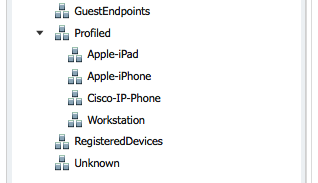 GuestEndpoints
Profiled
Apple-iPad
Apple-iPhone
Cisco-IP-Phone
Workstation
RegisteredDevices
Unknown